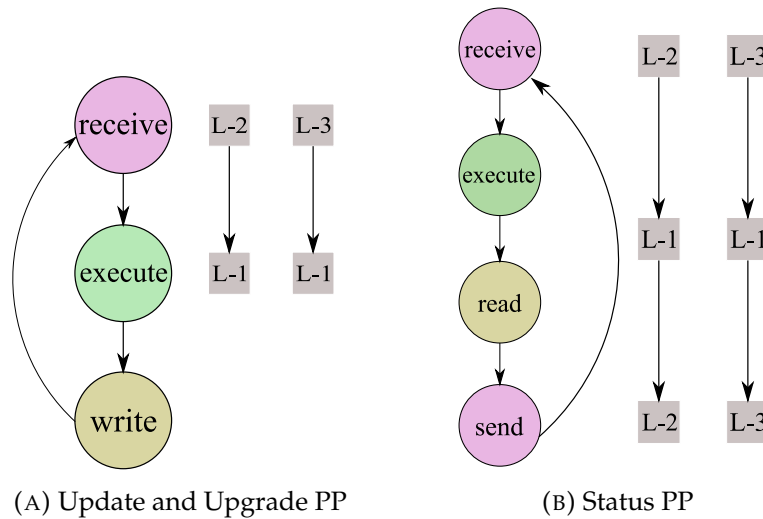 receive
execute
write
L-2
L-3
L-1
L-1
(A) Update and Upgrade PP
receive
execute
read
send
L-2
L-3
L-1
L-1
L-2
L-3
(B) Status PP